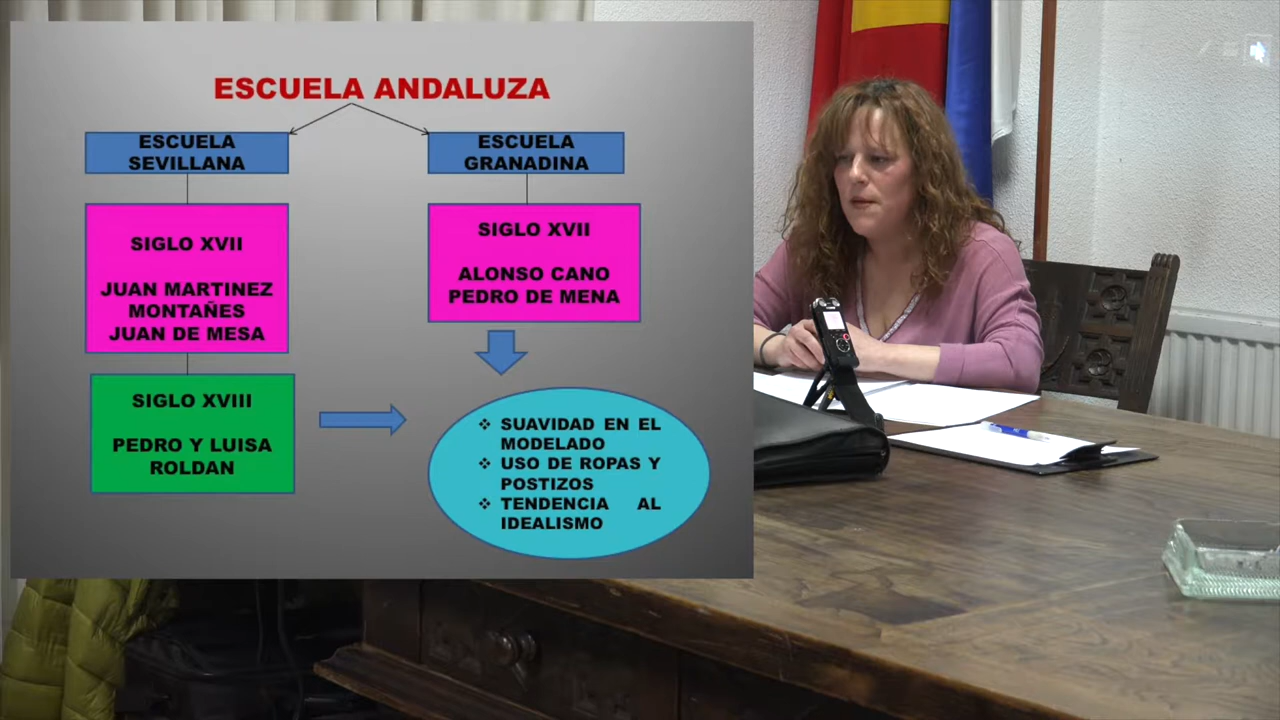 ESCUELA ANDALUZA
ESCUELA
SEVILLANA
ESCUELA
GRANADINA
SIGLO XVII
JUAN MARTINEZ
MONTAÑES
JUAN DE MESA
SIGLO XVII
ALONSO CANO
PEDRO DE MENA
SIGLO XVIII
PEDRO Y LUISA
ROLDAN
❖ SUAVIDAD EN EL
MODELADO
❖ USO DE ROPAS Y
POSTIZOS
❖ TENDENCIA AL
IDEALISMO